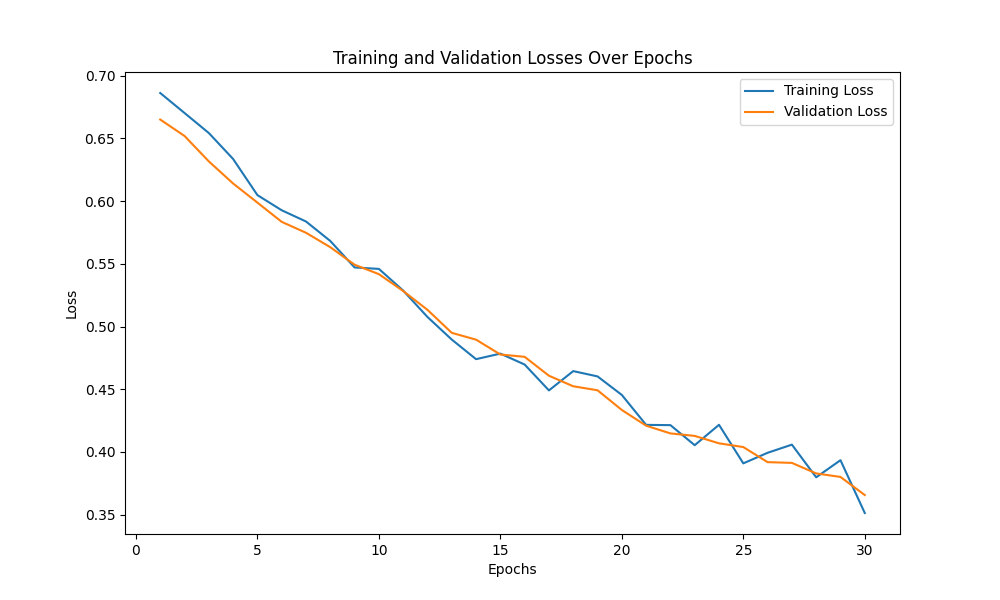 Training and Validation Losses Over Epochs
Training Loss
Validation Loss
0.70
0.65
0.60
0.55
0.50
0.45
0.40
0.35
Loss
0 5 10 15 20 25 30
Epochs